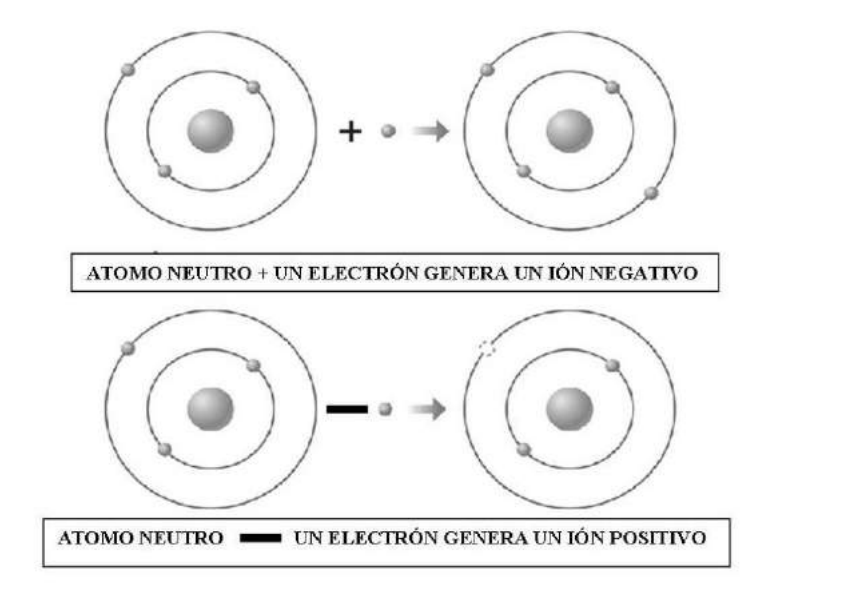 +
ATOMO NEUTRO + UN ELECTRÓN GENERA UN IÓN NEGATIVO
ATOMO NEUTRO — UN ELECTRÓN GENERA UN IÓN POSITIVO